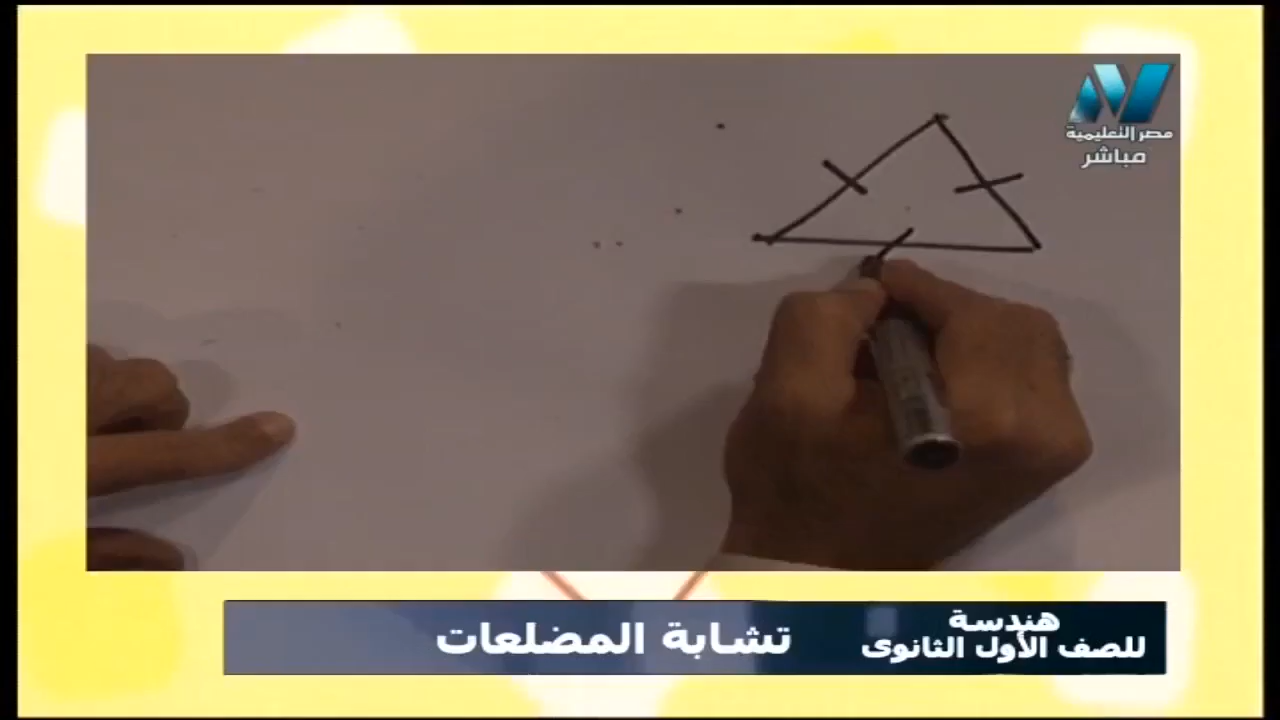 مصر التعليمية
مباشر
هندسة
للصف الأول الثانوى
تشابة المضلعات